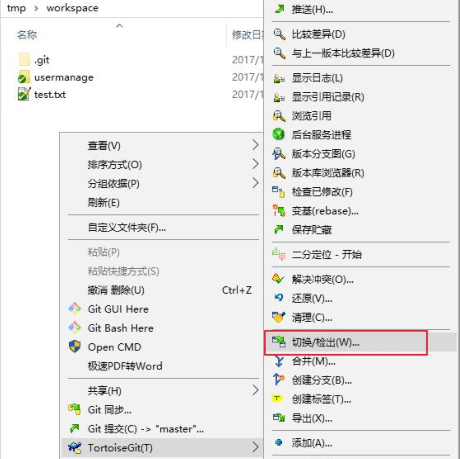 tmp › workspace
名称
修改日
.git
2017/1
usermanage
2017/1
test.txt
2017/1
查看(V)
排序方式(O)
分组依据(P)
刷新(E)
自定义文件夹(F)...
粘贴(P)
粘贴快捷方式(S)
撤消 删除(U) Ctrl+Z
Git GUI Here
Git Bash Here
Open CMD
极速PDF转Word
共享(H)
Git 同步...
Git 提交(C) -> "master"...
TortoiseGit(T)
推送(H)...
比较差异(D)
与上一版本比较差异(D)
显示日志(L)
显示引用记录(R)
浏览引用
后台服务进程
版本分支图(G)
版本库浏览器(R)
检查已修改(F)
变基(rebase)...
保存贮藏
二分定位 - 开始
解决冲突(O)...
还原(V)...
清理(C)...
切换/检出(W)...
合并(M)...
创建分支(B)...
创建标签(T)...
导出(X)...
添加(A)...